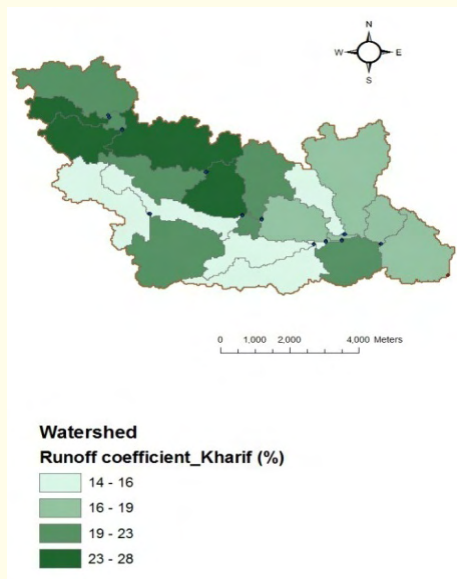 N
W E
S
0 1,000 2,000 4,000 Meters
Watershed
Runoff coefficient_Kharif (%)
14 - 16
16 - 19
19 - 23
23 - 28